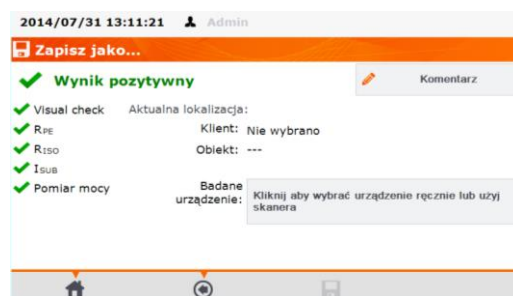 2014/07/31 13:11:21 Admin
Zapisz jako...
Wynik pozytywny
Komentarz
Visual check
Aktualna lokalizacja:
RPE
Klient: Nie wybrano
RISO
Obiekt: ---
ISUB
Pomiar mocy
Badane urządzenie:
Kliknij aby wybrać urządzenie ręcznie lub użyj
skanera